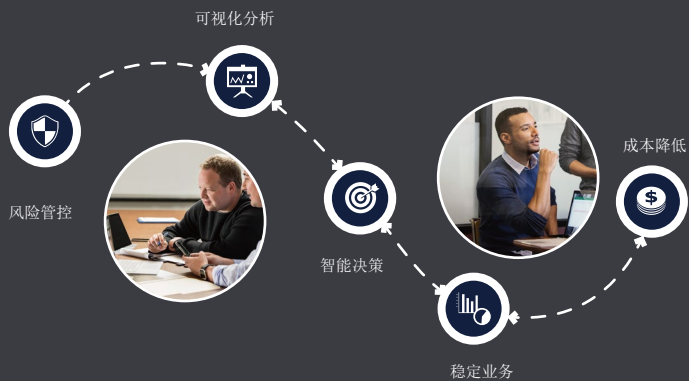 可视化分析
成本降低
风险管控
智能决策
稳定业务